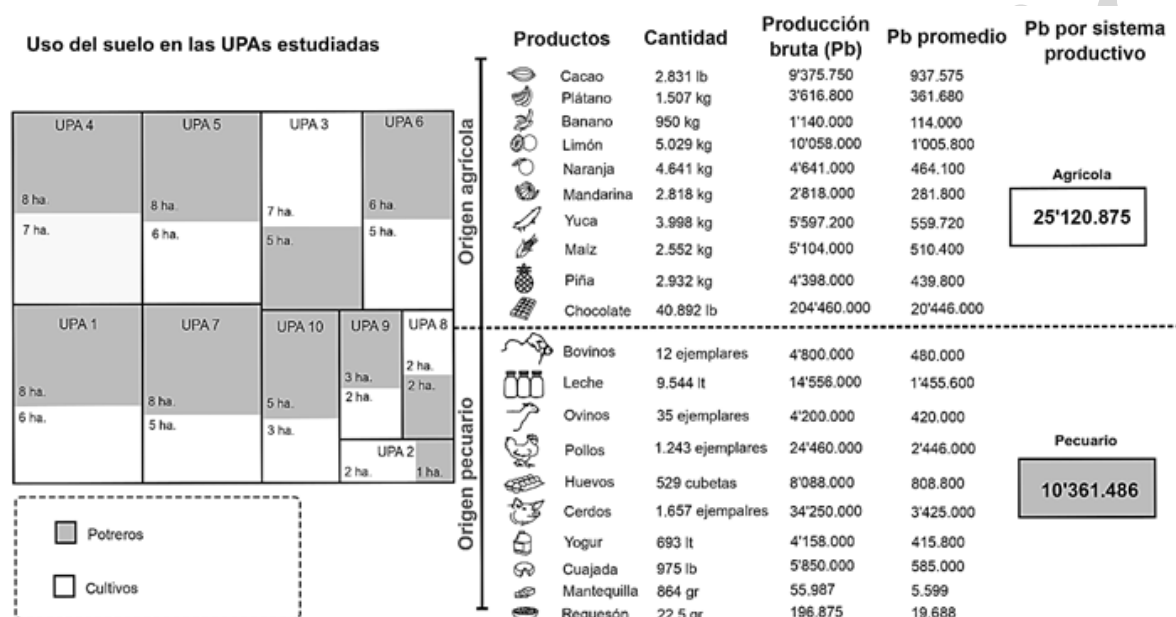 Uso del suelo en las UPAs estudiadas
UPA 4
8 ha.
7 ha.
UPA 5
8 ha.
6 ha.
UPA 3
7 ha.
5 ha.
UPA 6
6 ha.
5 ha.
UPA 1
8 ha.
6 ha.
UPA 7
8 ha.
5 ha.
UPA 10
5 ha.
3 ha.
UPA 9
3 ha.
2 ha.
UPA 8
2 ha.
2 ha.
UPA 2
2 ha.
1 ha.
Potreros
Cultivos
Origen agrícola
Origen pecuario
Productos Cantidad Producción bruta (Pb) Pb promedio Pb por sistema productivo
Cacao 2.831 lb 9'375.750 937.575
Plátano 1.507 kg 3'616.800 361.680
Banano 950 kg 1'140.000 114.000
Limón 5.029 kg 10'058.000 1'005.800
Naranja 4.641 kg 4'641.000 464.100
Mandarina 2.818 kg 2'818.000 281.800
Yuca 3.998 kg 5'597.200 559.720
Maíz 2.552 kg 5'104.000 510.400
Piña 2.932 kg 4'398.000 439.800
Chocolate 40.892 lb 204'460.000 20'446.000
Agrícola
25'120.875
Bovinos 12 ejemplares 4'800.000 480.000
Leche 9.544 lt 14'556.000 1'455.600
Ovinos 35 ejemplares 4'200.000 420.000
Pollos 1.243 ejemplares 24'460.000 2'446.000
Huevos 529 cubetas 8'088.000 808.800
Cerdos 1.657 ejempalres 34'250.000 3'425.000
Yogur 693 lt 4'158.000 415.800
Cuajada 975 lb 5'850.000 585.000
Mantequilla 864 gr 55.987 5.599
Requesón 22.5 gr 196.875 19.688
Pecuario
10'361.486